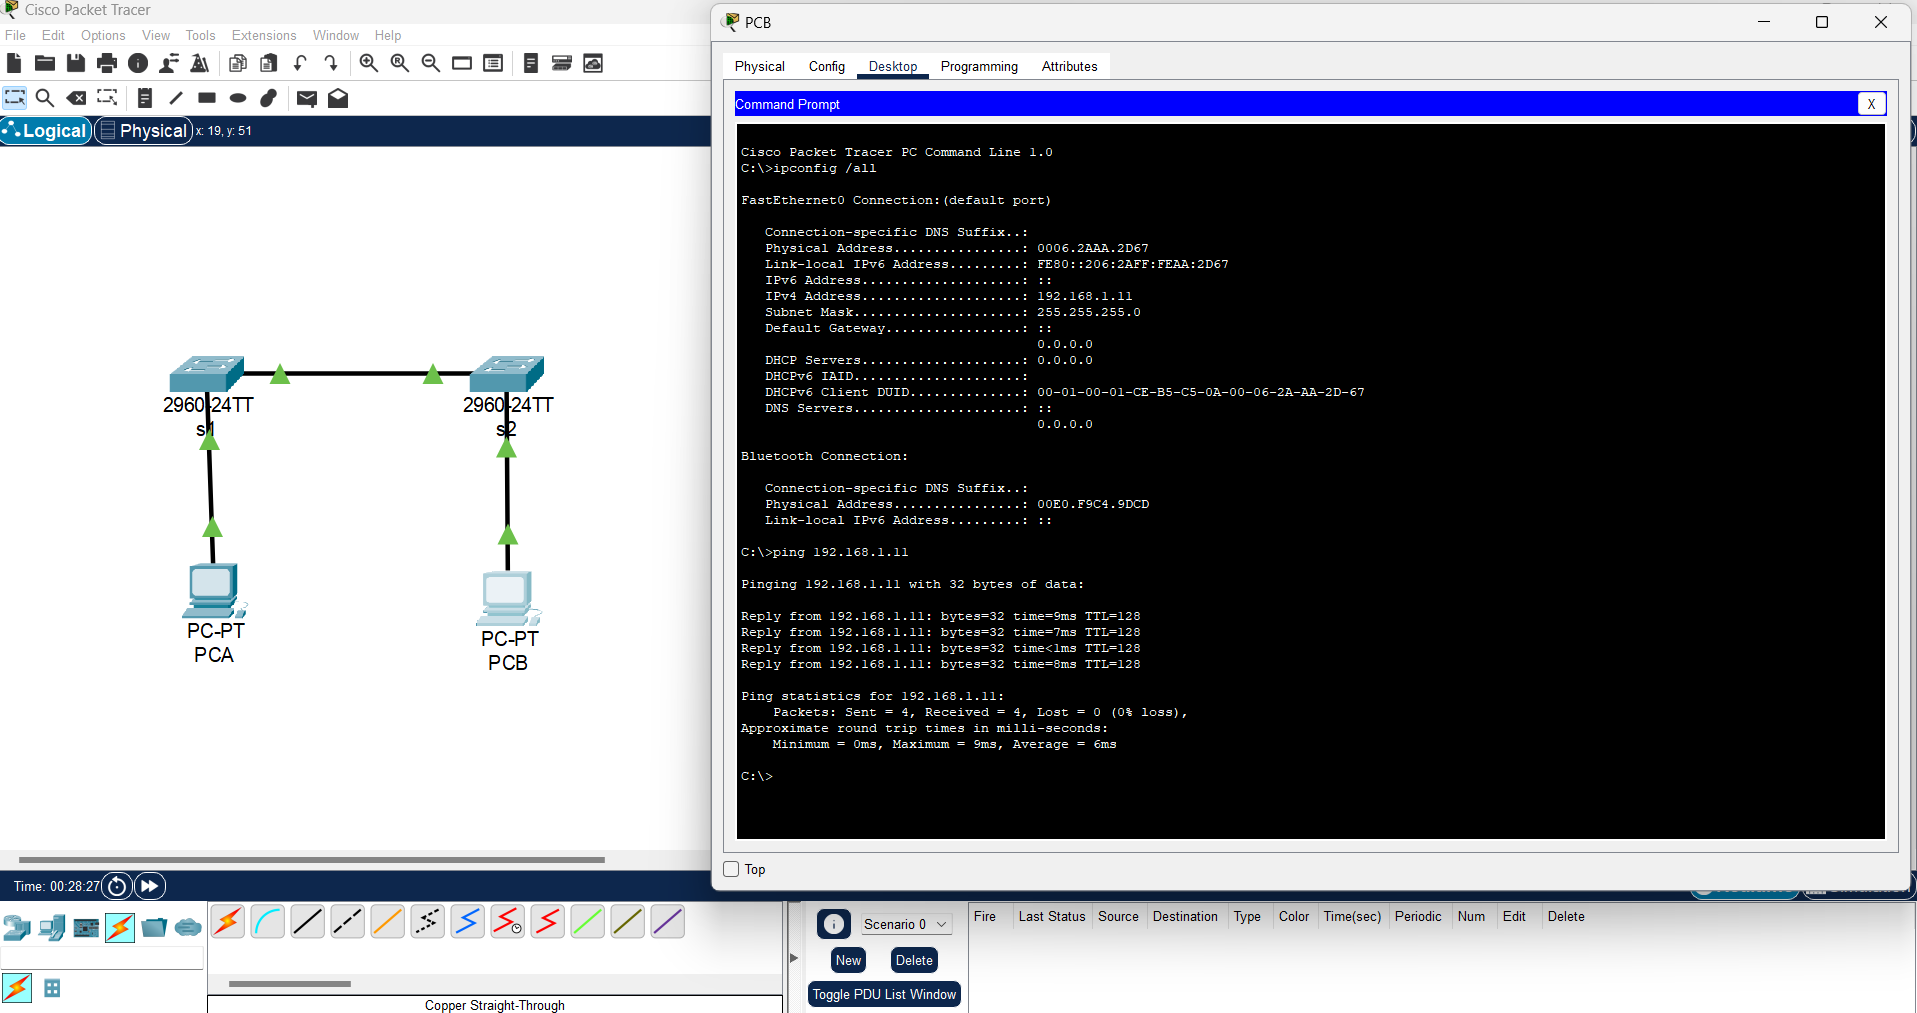 Cisco Packet Tracer
File Edit Options View Tools Extensions Window Help
Logical Physical x: 19, y: 51
2960-24TT
s1
2960-24TT
s2
PC-PT
PCA
PC-PT
PCB
Time: 00:28:27
Copper Straight-Through
PCB
Physical Config Desktop Programming Attributes
Command Prompt X
Cisco Packet Tracer PC Command Line 1.0
C:\>ipconfig /all
FastEthernet0 Connection:(default port)
Connection-specific DNS Suffix..:
Physical Address................: 0006.2AAA.2D67
Link-local IPv6 Address.........: FE80::206:2AFF:FEAA:2D67
IPv6 Address....................: ::
IPv4 Address....................: 192.168.1.11
Subnet Mask.....................: 255.255.255.0
Default Gateway.................: ::
0.0.0.0
DHCP Servers....................: 0.0.0.0
DHCPv6 IAID.....................:
DHCPv6 Client DUID..............: 00-01-00-01-CE-B5-C5-0A-00-06-2A-AA-2D-67
DNS Servers.....................: ::
0.0.0.0
Bluetooth Connection:
Connection-specific DNS Suffix..:
Physical Address................: 00E0.F9C4.9DCD
Link-local IPv6 Address.........: ::
C:\>ping 192.168.1.11
Pinging 192.168.1.11 with 32 bytes of data:
Reply from 192.168.1.11: bytes=32 time=9ms TTL=128
Reply from 192.168.1.11: bytes=32 time=7ms TTL=128
Reply from 192.168.1.11: bytes=32 time<1ms TTL=128
Reply from 192.168.1.11: bytes=32 time=8ms TTL=128
Ping statistics for 192.168.1.11:
Packets: Sent = 4, Received = 4, Lost = 0 (0% loss),
Approximate round trip times in milli-seconds:
Minimum = 0ms, Maximum = 9ms, Average = 6ms
C:\>
Top
Scenario 0
New Delete
Toggle PDU List Window
Fire Last Status Source Destination Type Color Time(sec) Periodic Num Edit Delete